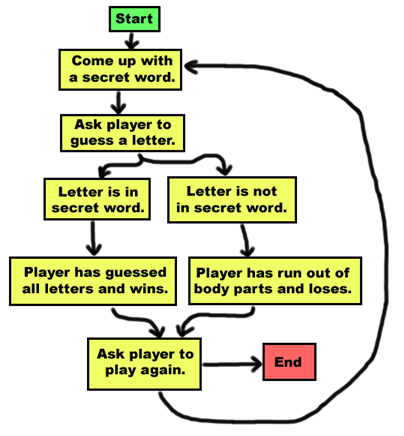 Start
Come up with
a secret word.
Ask player to
guess a letter.
Letter is in
secret word.
Letter is not
in secret word.
Player has guessed
all letters and wins.
Player has run out of
body parts and loses.
Ask player to
play again.
End